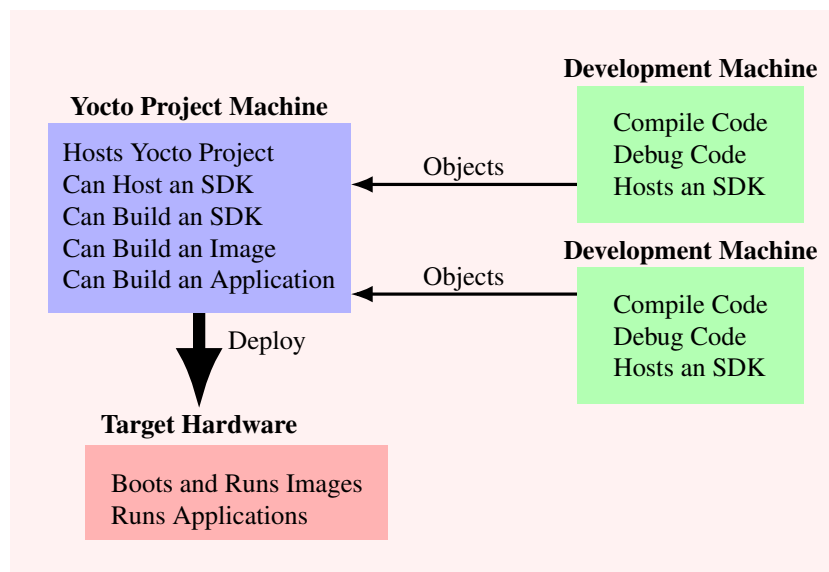 Yocto Project Machine
Hosts Yocto Project
Can Host an SDK
Can Build an SDK
Can Build an Image
Can Build an Application
Objects
Development Machine
Compile Code
Debug Code
Hosts an SDK
Objects
Development Machine
Compile Code
Debug Code
Hosts an SDK
Deploy
Target Hardware
Boots and Runs Images
Runs Applications